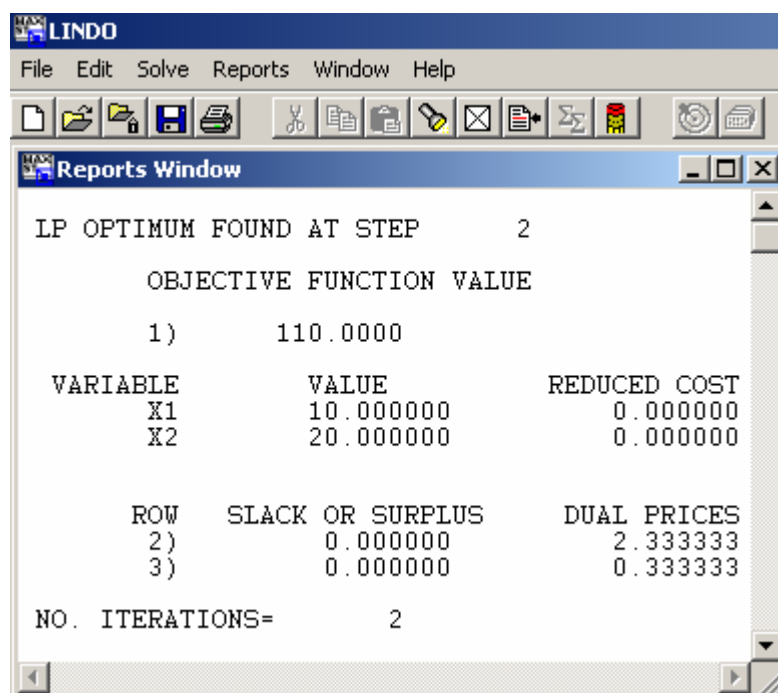 LINDO
File Edit Solve Reports Window Help
Reports Window
LP OPTIMUM FOUND AT STEP 2
OBJECTIVE FUNCTION VALUE
1) 110.0000
VARIABLE VALUE REDUCED COST
X1 10.000000 0.000000
X2 20.000000 0.000000
ROW SLACK OR SURPLUS DUAL PRICES
2) 0.000000 2.333333
3) 0.000000 0.333333
NO. ITERATIONS= 2